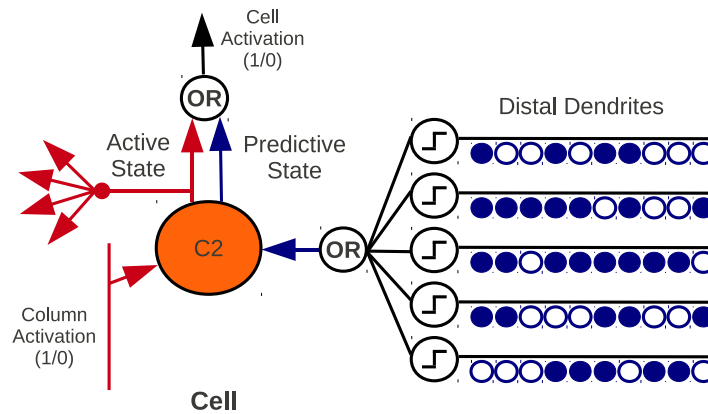 Cell
Activation
(1/0)
OR
Active
State
Predictive
State
Distal Dendrites
C2
OR
Column
Activation
(1/0)
Cell